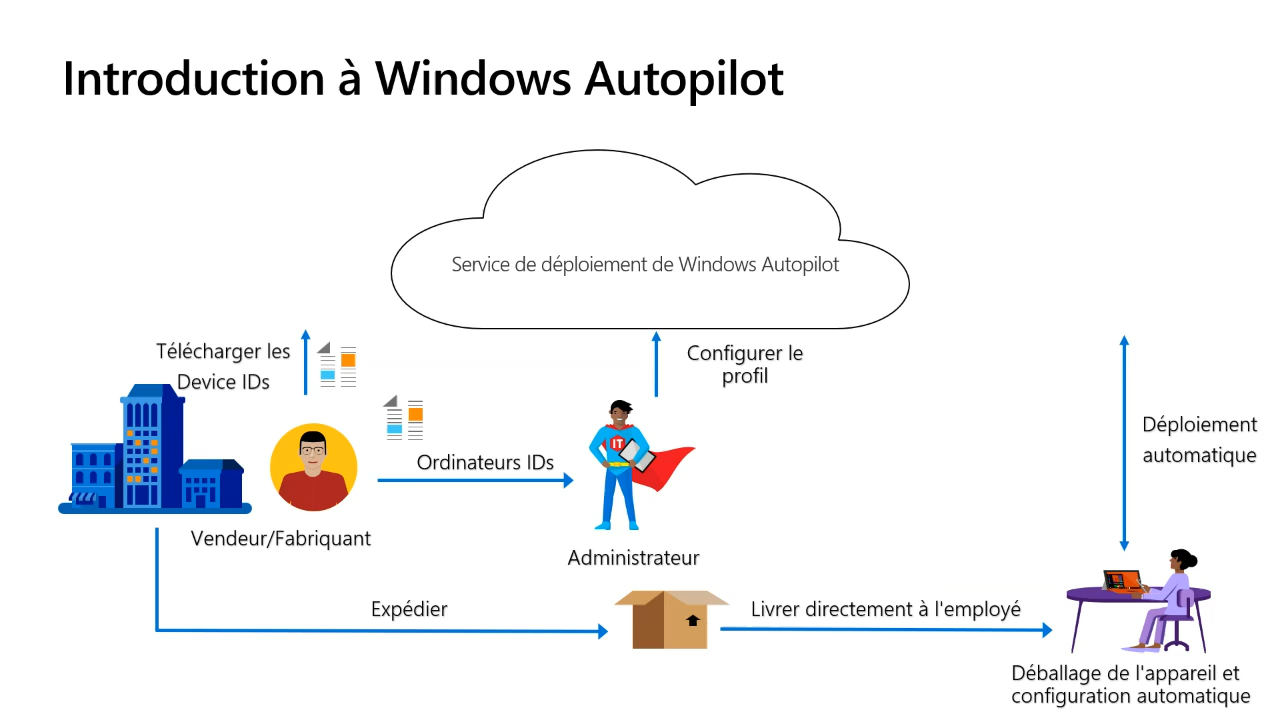 Introduction à Windows Autopilot
Service de déploiement de Windows Autopilot
Télécharger les
Device IDs
Configurer le
profil
Déploiement
automatique
Ordinateurs IDs
IT
Vendeur/Fabriquant
Administrateur
Expédier
Livrer directement à l'employé
Déballage de l'appareil et
configuration automatique